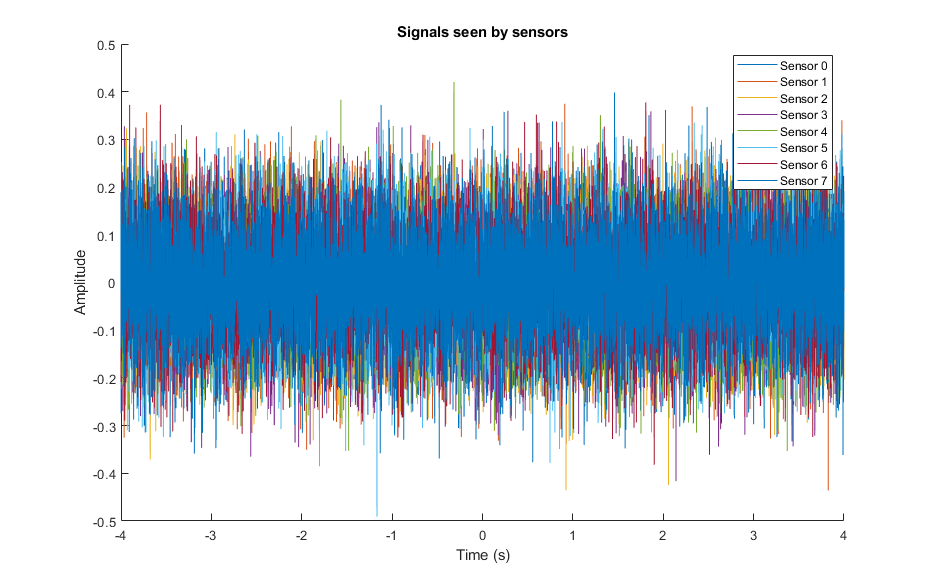 Signals seen by sensors
0.5
0.4
0.3
0.2
0.1
0
-0.1
-0.2
-0.3
-0.4
-0.5
Amplitude
Sensor 0
Sensor 1
Sensor 2
Sensor 3
Sensor 4
Sensor 5
Sensor 6
Sensor 7
-4 -3 -2 -1 0 1 2 3 4
Time (s)